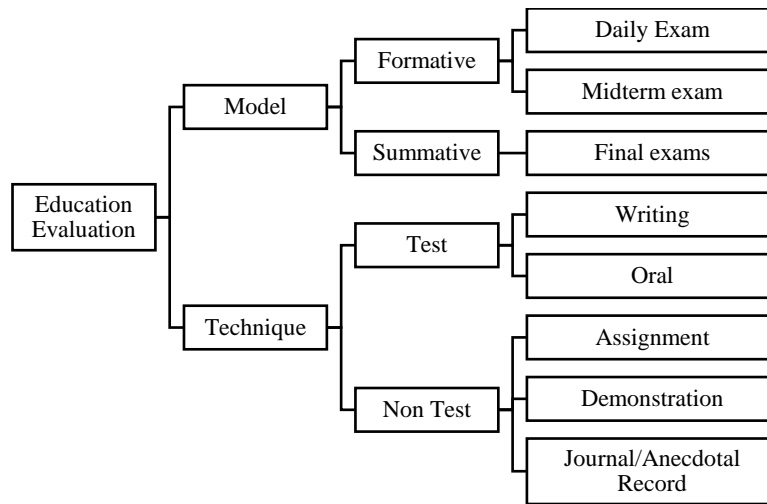 Education
Evaluation
Model
Formative
Daily Exam
Midterm exam
Summative
Final exams
Technique
Test
Writing
Oral
Non Test
Assignment
Demonstration
Journal/Anecdotal
Record